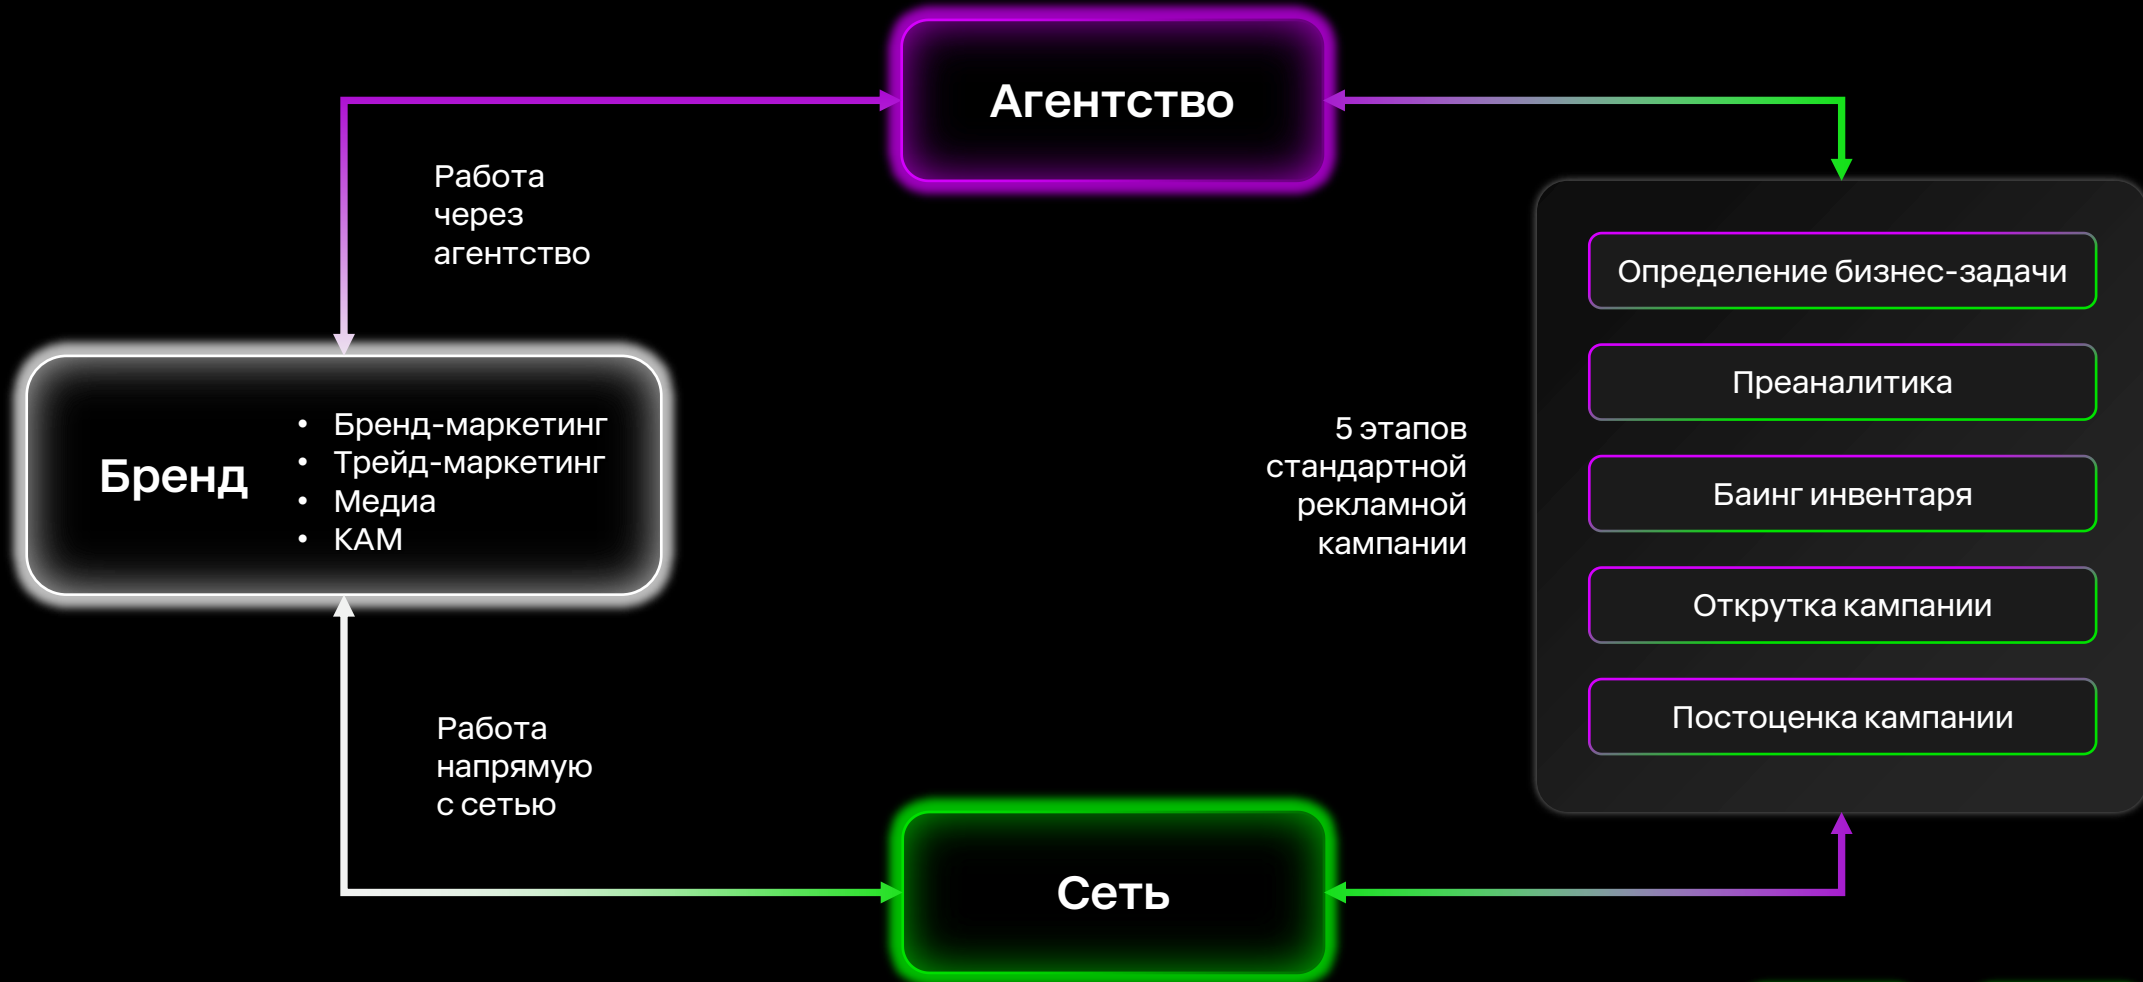 Агентство
Работа
через
агентство
Бренд
• Бренд-маркетинг
• Трейд-маркетинг
• Медиа
• КАМ
Работа
напрямую
с сетью
Сеть
5 этапов
стандартной
рекламной
кампании
Определение бизнес-задачи
Преаналитика
Баинг инвентаря
Открутка кампании
Постоценка кампании